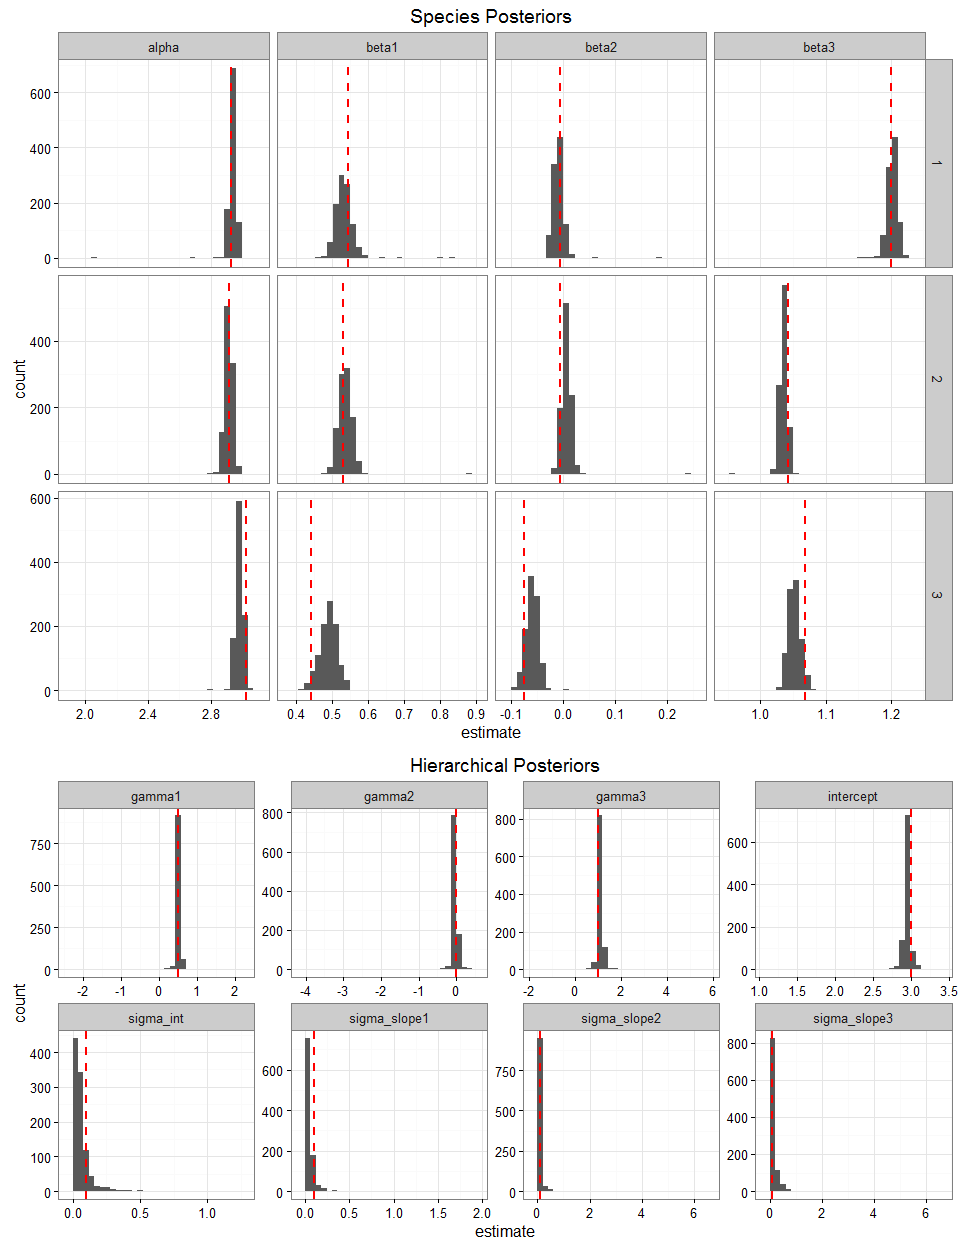 Species Posteriors
alpha beta1 beta2 beta3
600
400
200
0
1
400
200
0
2
600
400
200
0
3
count
2.0 2.4 2.8 0.4 0.5 0.6 0.7 0.8 0.9 -0.1 0.0 0.1 0.2 1.0 1.1 1.2
estimate
Hierarchical Posteriors
gamma1 gamma2 gamma3 intercept
750 500 250 0
800 600 400 200 0
800 600 400 200 0
600 400 200 0
-2 -1 0 1 2 -4 -3 -2 -1 0 -2 0 2 4 6 1.0 1.5 2.0 2.5 3.0 3.5
count
sigma_int sigma_slope1 sigma_slope2 sigma_slope3
400 300 200 100 0
600 400 200 0
750 500 250 0
800 600 400 200 0
0.0 0.5 1.0 0.0 0.5 1.0 1.5 2.0 0 2 4 6 0 2 4 6
estimate